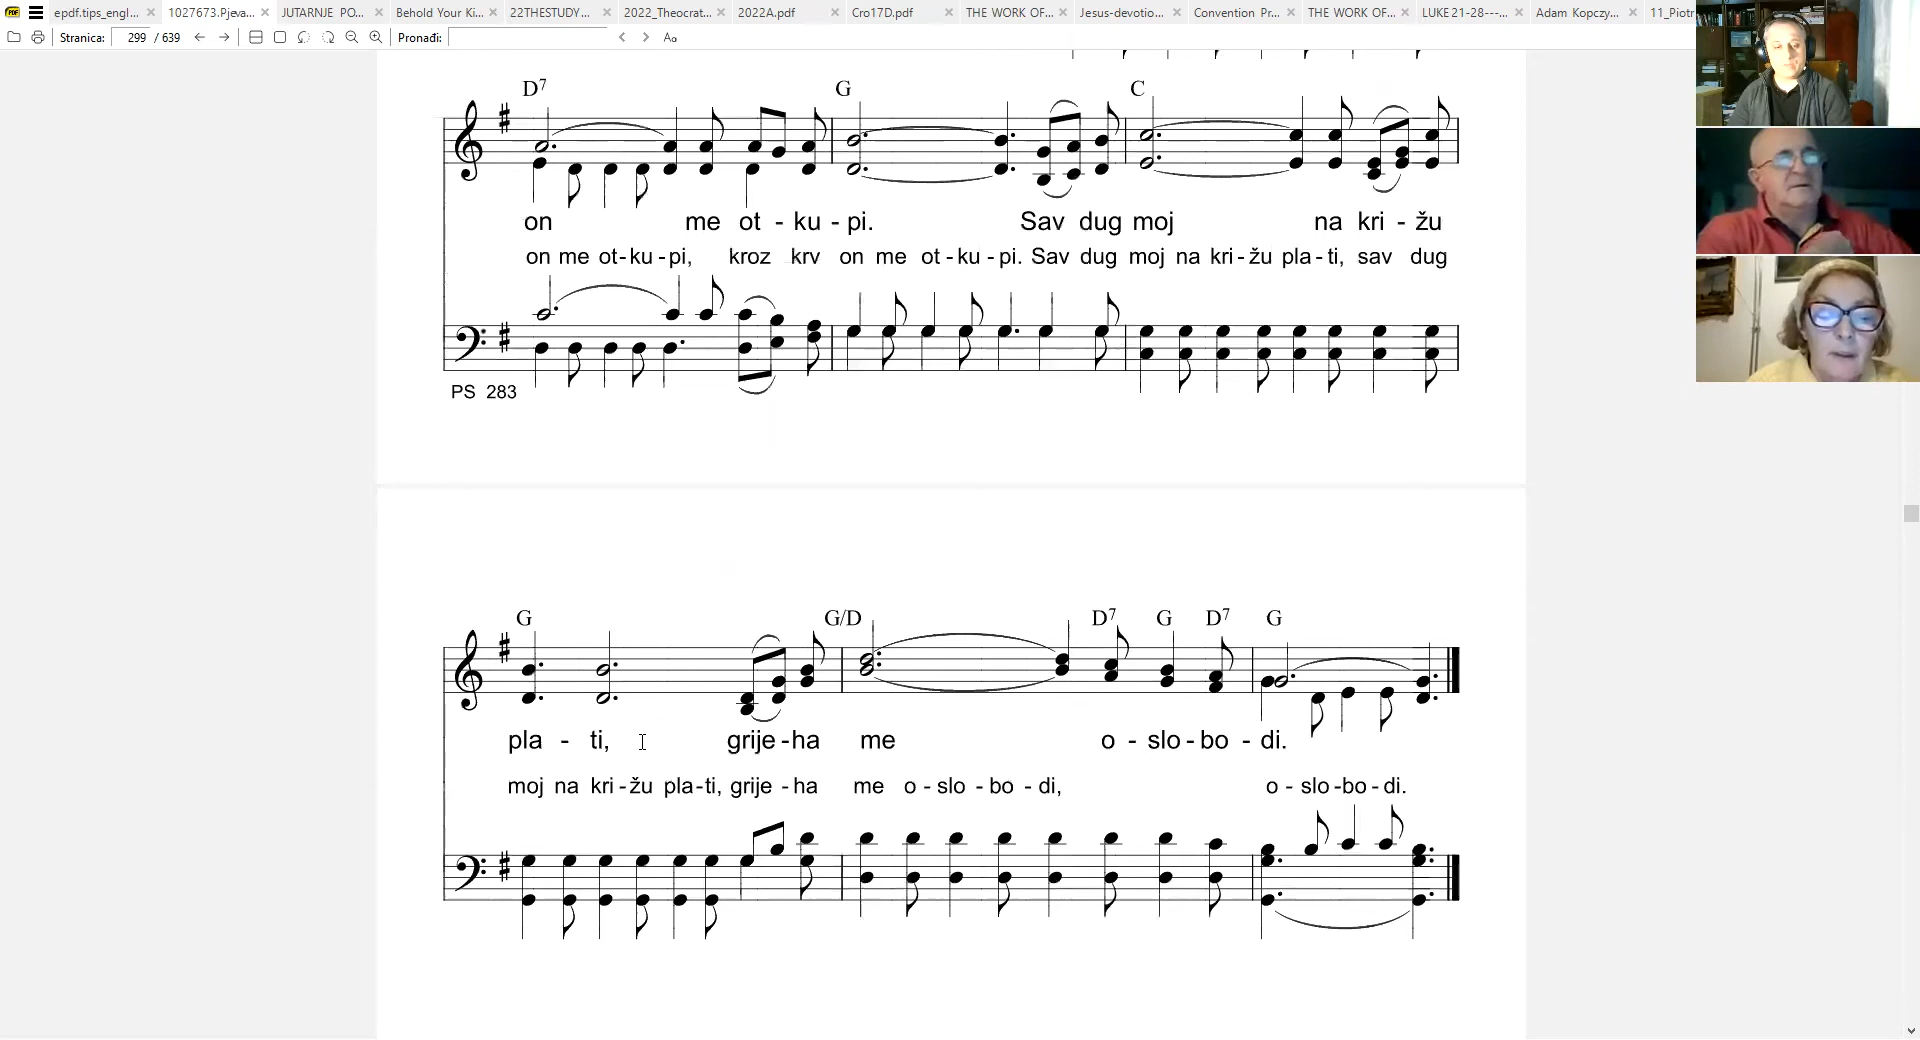 epdf.tips_engl... 1027673.Pjeva... JUTARNJE PO... Behold Your Ki... 22THESTUDY... 2022_Theocrat... 2022A.pdf Cro17D.pdf THE WORK OF... Jesus-devotio... Convention Pr... THE WORK OF... LUKE 21-28---... Adam Kopczy... 11_Piotr
Stranica: 299 / 639 Pronađi:
D7 G C
on me ot - ku - pi. Sav dug moj na kri - žu
on me ot-ku-pi, kroz krv on me ot-ku-pi. Sav dug moj na kri-žu pla-ti, sav dug
PS 283
G G/D D7 G D7 G
pla - ti, grije-ha me o - slo-bo - di.
moj na kri-žu pla-ti, grije-ha me o-slo-bo-di, o-slo-bo-di.